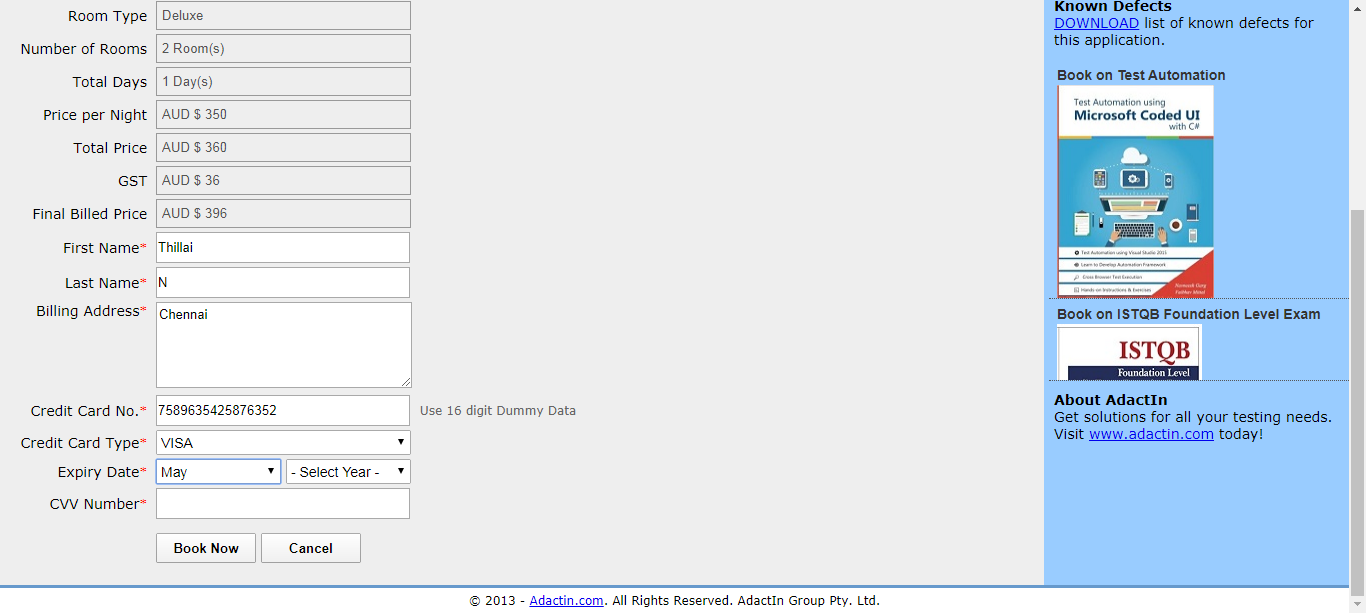 Room Type Deluxe
Number of Rooms 2 Room(s)
Total Days 1 Day(s)
Price per Night AUD $ 350
Total Price AUD $ 360
GST AUD $ 36
Final Billed Price AUD $ 396
First Name* Thillai
Last Name* N
Billing Address* Chennai
Credit Card No.* 7589635425876352 Use 16 digit Dummy Data
Credit Card Type* VISA
Expiry Date* May - Select Year -
CVV Number*
Book Now Cancel
Known Defects
DOWNLOAD list of known defects for
this application.
Book on Test Automation
Test Automation using
Microsoft Coded UI
with C#
Test Automation using Visual Studio 2015
Learn to Develop Automation Framework
Cross Browser Test Execution
Hands-on Instructions & Exercises
Book on ISTQB Foundation Level Exam
ISTQB
Foundation Level
About AdactIn
Get solutions for all your testing needs.
Visit www.adactin.com today!
© 2013 - Adactin.com. All Rights Reserved. AdactIn Group Pty. Ltd.